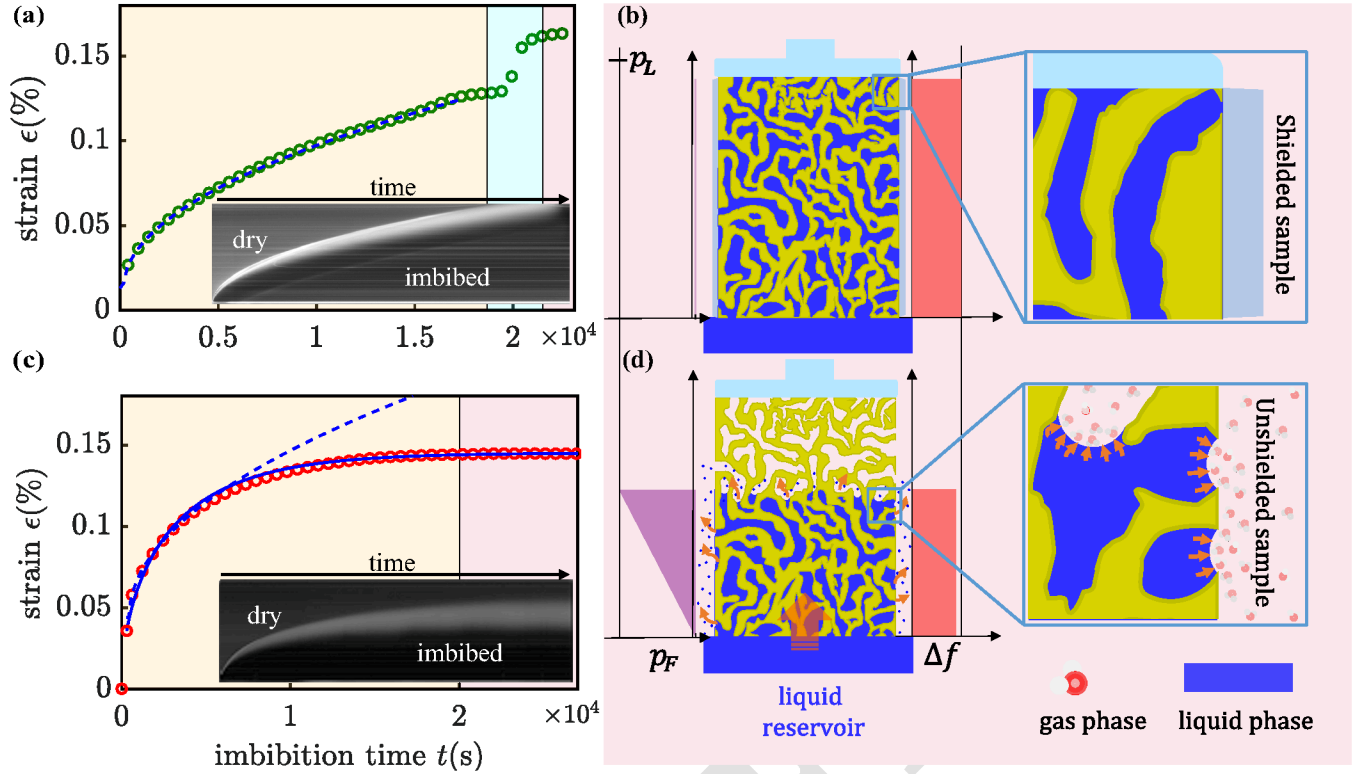 (a)
strain ϵ(%)
0.15
0.1
0.05
0
time
dry
imbibed
0 0.5 1 1.5 2 ×10⁴
(b)
−p_L
Shielded sample
(c)
strain ϵ(%)
0.15
0.1
0.05
0
time
dry
imbibed
0 1 2 ×10⁴
imbibition time t(s)
(d)
p_F
Δf
liquid
reservoir
Unshielded sample
gas phase
liquid phase